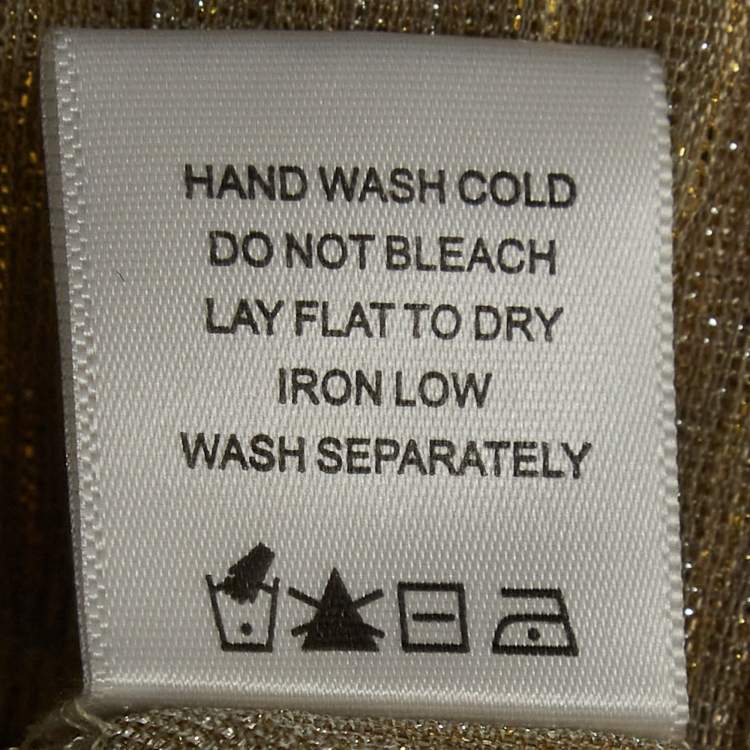 HAND WASH COLD
DO NOT BLEACH
LAY FLAT TO DRY
IRON LOW
WASH SEPARATELY